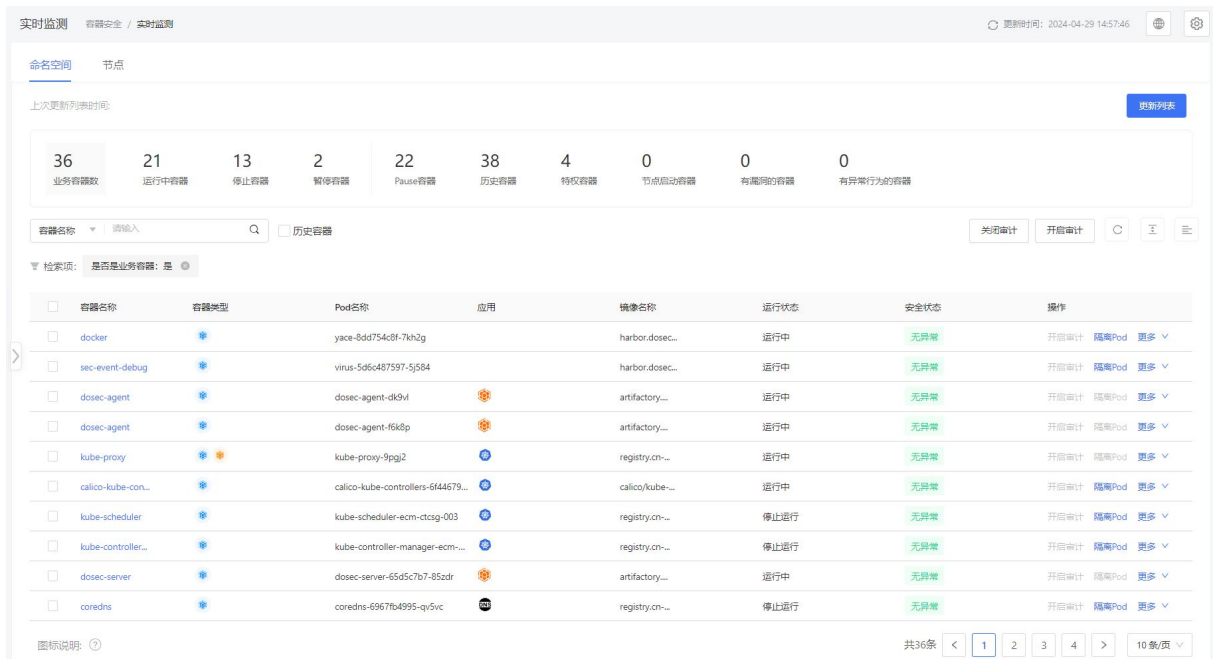 实时监测 容器安全 / 实时监测 更新时间: 2024-04-29 14:57:46
命名空间 节点
上次更新列表时间: 更新列表
36 21 13 2 22 38 4 0 0 0
业务容器数 运行中容器 停止容器 暂停容器 Pause容器 历史容器 特权容器 节点启动容器 有漏洞的容器 有异常行为的容器
容器名称 请输入 历史容器 关闭审计 开启审计
检索项: 是否是业务容器: 是
容器名称 容器类型 Pod名称 应用 镜像名称 运行状态 安全状态 操作
docker yace-8dd754c8f-7kh2g harbor.dosec... 运行中 无异常 开启审计 隔离Pod 更多
sec-event-debug virus-5d6c487597-5j584 harbor.dosec... 运行中 无异常 开启审计 隔离Pod 更多
dosec-agent dosec-agent-dk9vl artifactory.... 运行中 无异常 开启审计 隔离Pod 更多
dosec-agent dosec-agent-f6k8p artifactory.... 运行中 无异常 开启审计 隔离Pod 更多
kube-proxy kube-proxy-9pgj2 registry.cn-... 运行中 无异常 开启审计 隔离Pod 更多
calico-kube-con... calico-kube-controllers-6f44679... calico/kube-... 运行中 无异常 开启审计 隔离Pod 更多
kube-scheduler kube-scheduler-ecm-ctcsg-003 registry.cn-... 停止运行 无异常 开启审计 隔离Pod 更多
kube-controller... kube-controller-manager-ecm-... registry.cn-... 停止运行 无异常 开启审计 隔离Pod 更多
dosec-server dosec-server-65d5c7b7-85zdr artifactory.... 运行中 无异常 开启审计 隔离Pod 更多
coredns coredns-6967fb4995-qv5vc DNS registry.cn-... 停止运行 无异常 开启审计 隔离Pod 更多
图标说明: ? 共36条 < 1 2 3 4 > 10 条/页